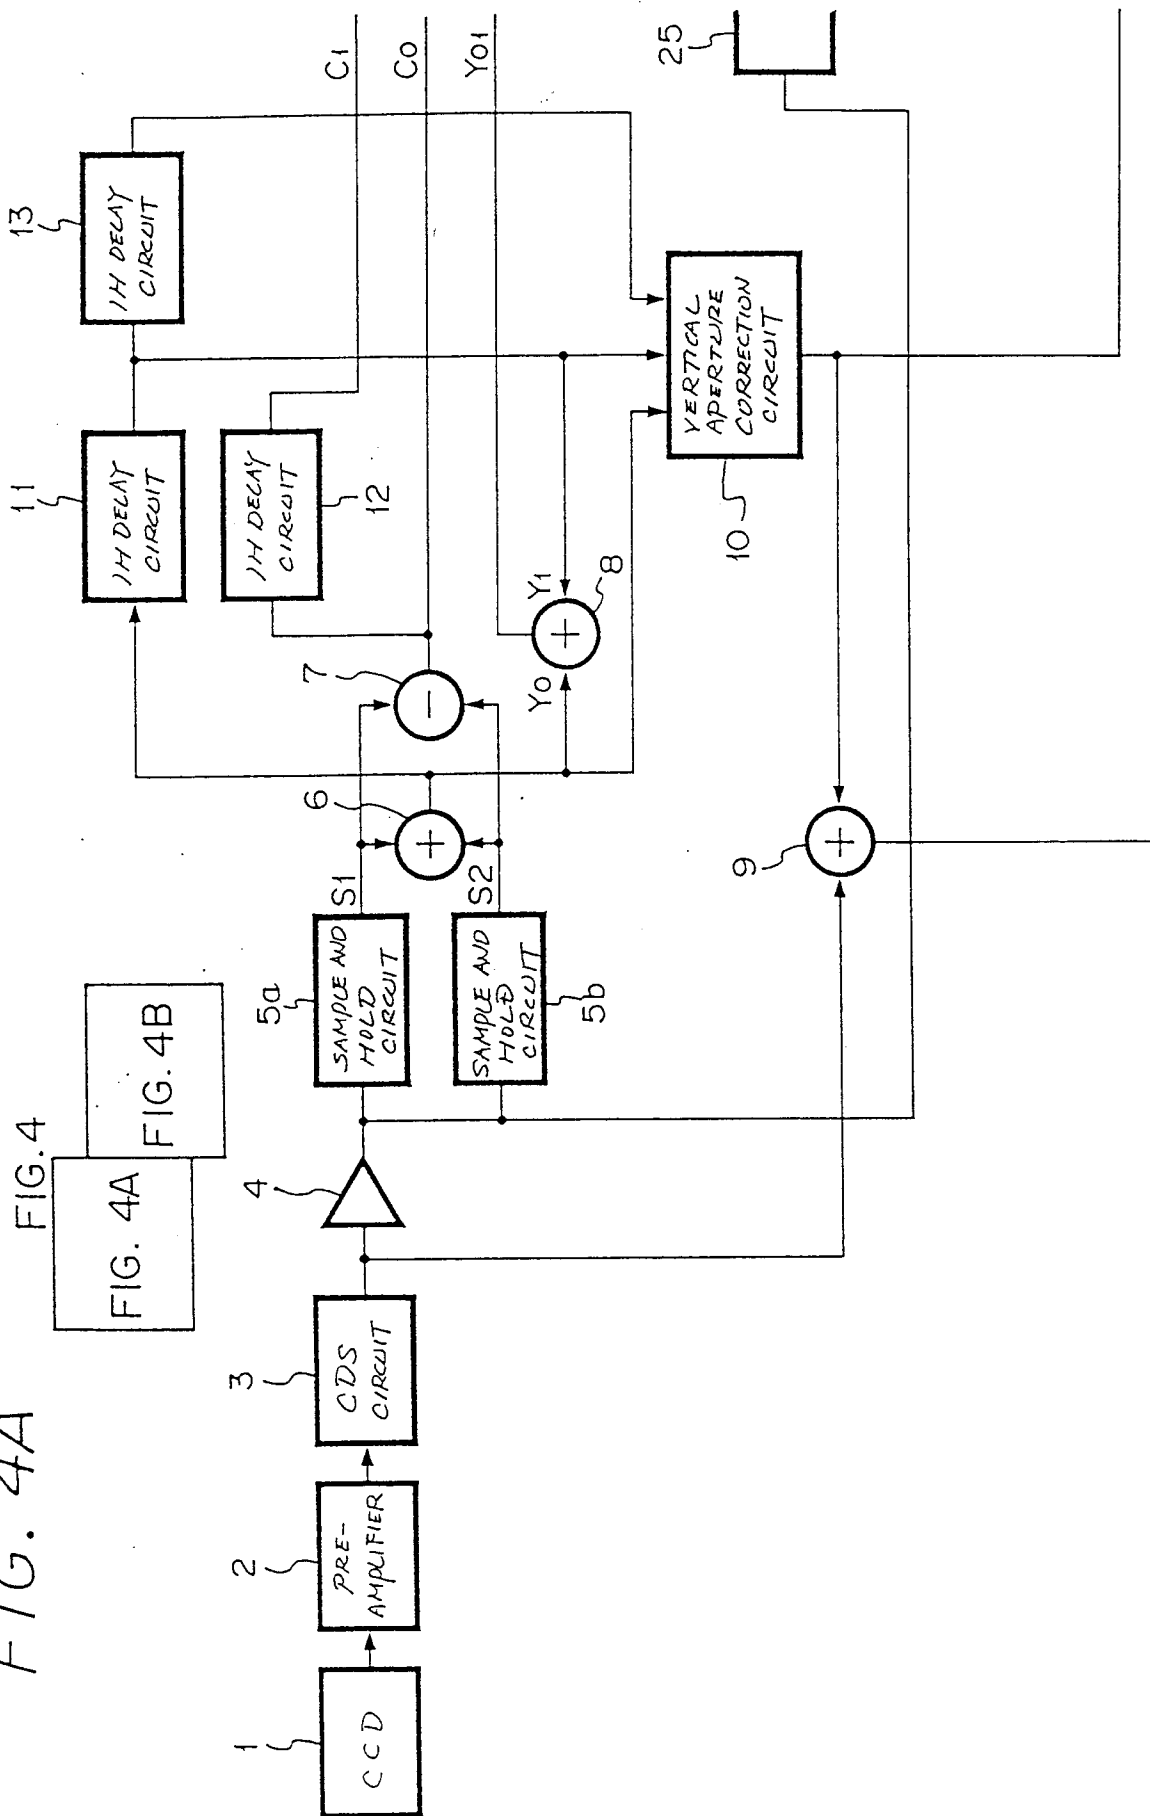 FIG. 4A
FIG. 4
FIG. 4A
FIG. 4B
1
CCD
2
PRE-
AMPLIFIER
3
CDS
CIRCUIT
4
5a
SAMPLE AND
HOLD
CIRCUIT
S1
SAMPLE AND
HOLD
CIRCUIT
5b
S2
6
7
11
1H DELAY
CIRCUIT
1H DELAY
CIRCUIT
12
13
1H DELAY
CIRCUIT
C1
C0
Y01
Y0
Y1
8
VERTICAL
APERTURE
CORRECTION
CIRCUIT
10
9
25